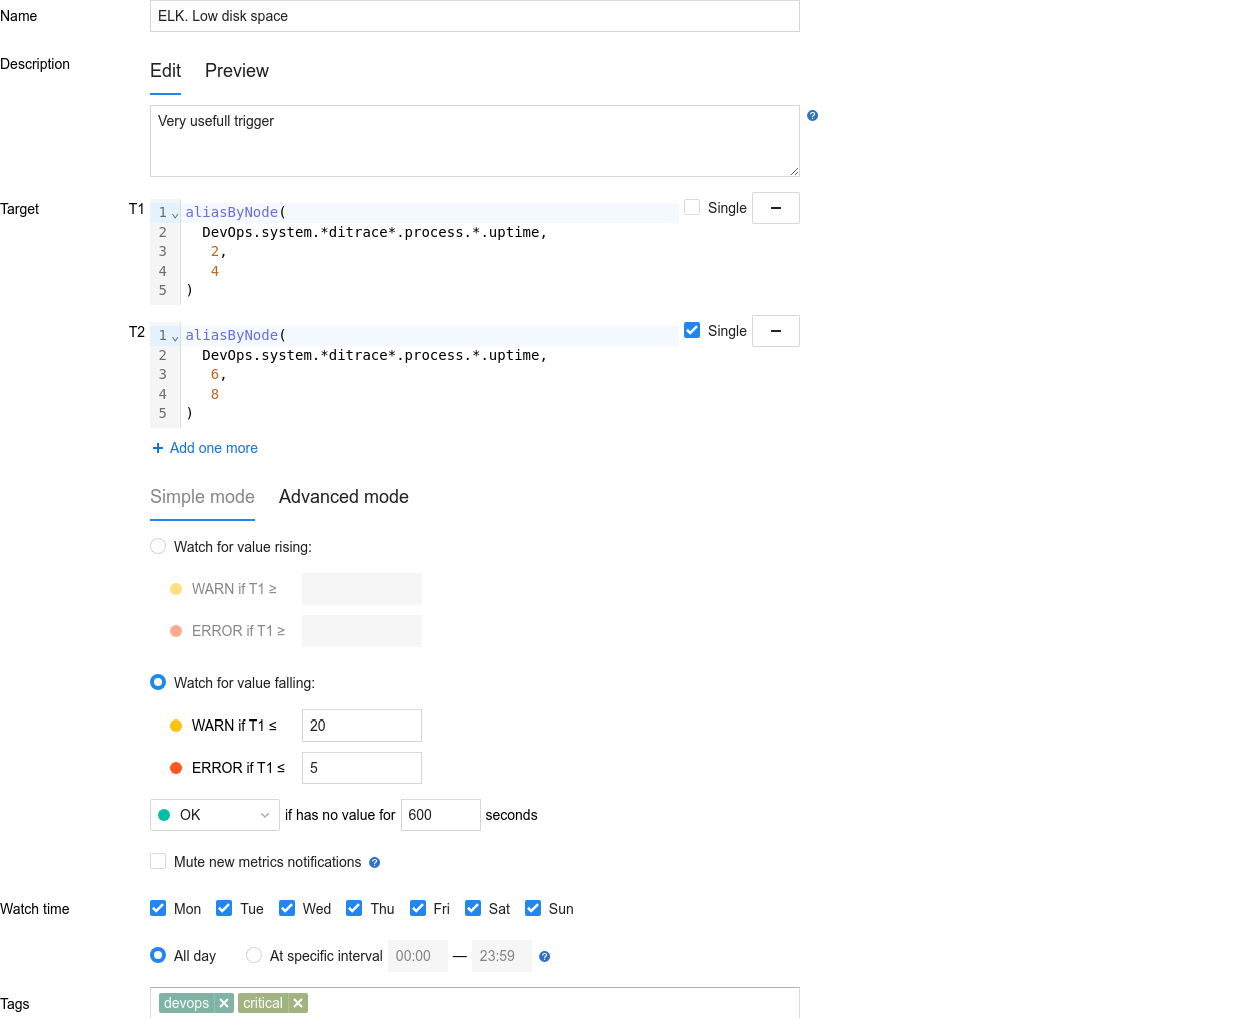 Name ELK. Low disk space
Description Edit Preview
Very usefull trigger
Target T1 1 aliasByNode( Single
2 DevOps.system.*ditrace*.process.*.uptime,
3 2,
4 4
5 )
T2 1 aliasByNode( Single
2 DevOps.system.*ditrace*.process.*.uptime,
3 6,
4 8
5 )
+ Add one more
Simple mode Advanced mode
Watch for value rising:
WARN if T1 ≥
ERROR if T1 ≥
Watch for value falling:
WARN if T1 ≤ 20
ERROR if T1 ≤ 5
OK if has no value for 600 seconds
Mute new metrics notifications ?
Watch time Mon Tue Wed Thu Fri Sat Sun
All day At specific interval 00:00 — 23:59 ?
Tags devops × critical ×